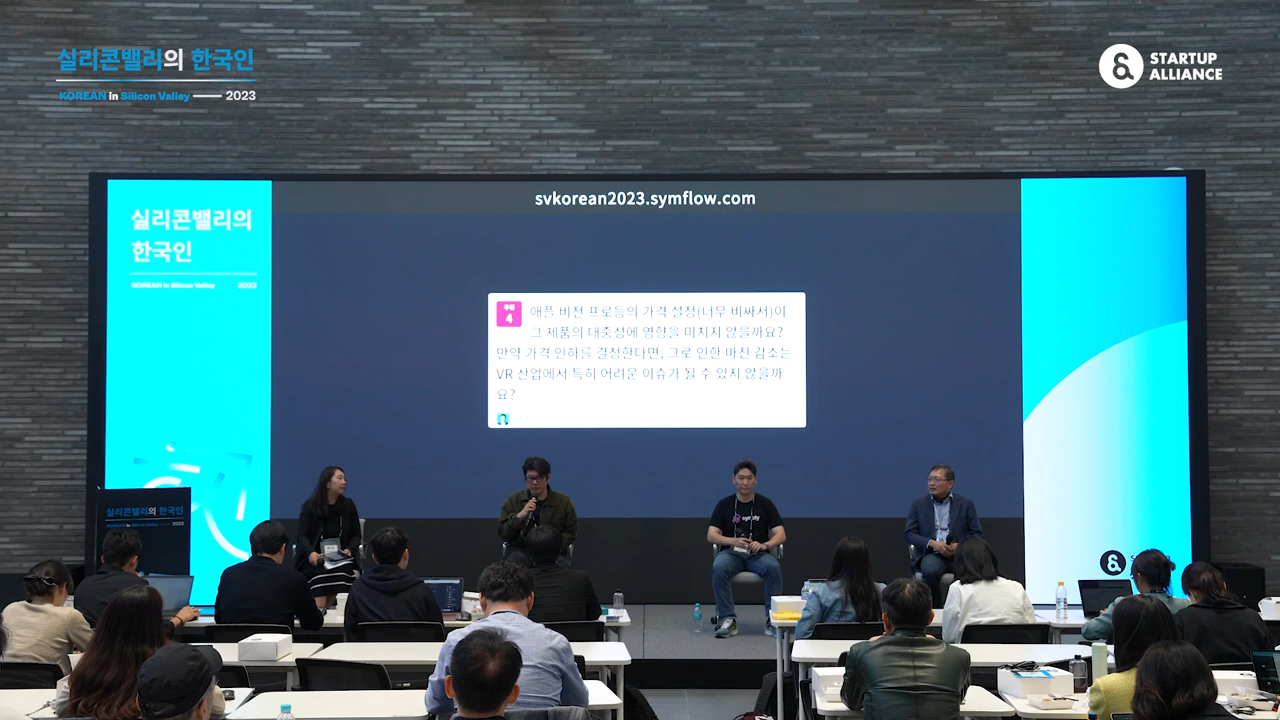 실리콘밸리의 한국인
KOREAN in Silicon Valley 2023
STARTUP
ALLIANCE
svkorean2023.symflow.com
실리콘밸리의
한국인
KOREAN in Silicon Valley 2023
4
애플 비전 프로등의 가격 설정(너무 비싸서)이
그 제품의 대중성에 영향을 미치지 않을까요?
만약 가격 인하를 결정한다면, 그로 인한 마진 감소는
VR 산업에서 특히 어려운 이슈가 될 수 있지 않을까
요?
실리콘밸리의 한국인
KOREAN in Silicon Valley 2023